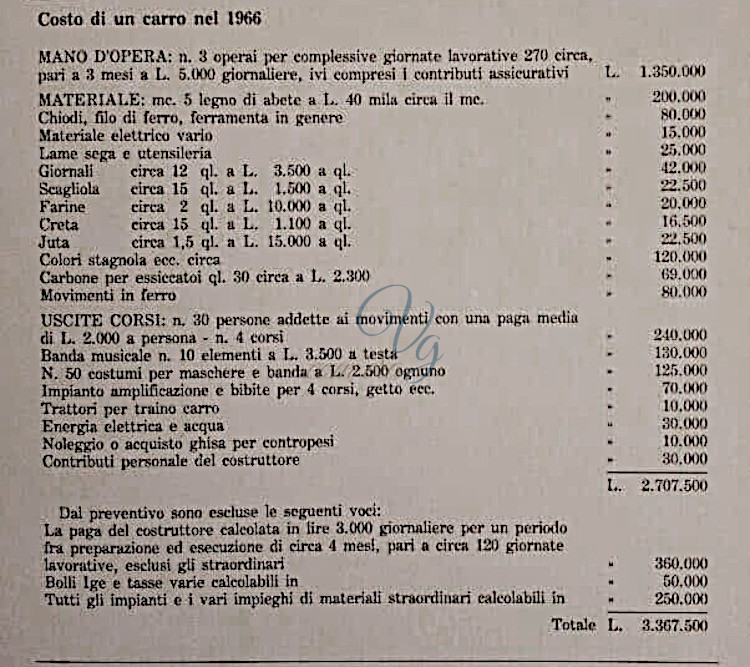 Costo di un carro nel 1966
MANO D'OPERA: n. 3 operai per complessive giornate lavorative 270 circa,
pari a 3 mesi a L. 5.000 giornaliere, ivi compresi i contributi assicurativi L. 1.350.000
MATERIALE: mc. 5 legno di abete a L. 40 mila circa il mc. " 200.000
Chiodi, filo di ferro, ferramenta in genere " 80.000
Materiale elettrico vario " 15.000
Lame sega e utensileria " 25.000
Giornali circa 12 ql. a L. 3.500 a ql. " 42.000
Scagliola circa 15 ql. a L. 1.500 a ql. " 22.500
Farine circa 2 ql. a L. 10.000 a ql. " 20.000
Creta circa 15 ql. a L. 1.100 a ql. " 16.500
Juta circa 1,5 ql. a L. 15.000 a ql. " 22.500
Colori stagnola ecc. circa " 120.000
Carbone per essiccatoi ql. 30 circa a L. 2.300 " 69.000
Movimenti in ferro " 80.000
USCITE CORSI: n. 30 persone addette ai movimenti con una paga media
di L. 2.000 a persona - n. 4 corsi " 240.000
Banda musicale n. 10 elementi a L. 3.500 a testa " 130.000
N. 50 costumi per maschere e banda a L. 2.500 ognuno " 125.000
Impianto amplificazione e bibite per 4 corsi, getto ecc. " 70.000
Trattori per traino carro " 10.000
Energia elettrica e acqua " 30.000
Noleggio o acquisto ghisa per contropesi " 10.000
Contributi personale del costruttore " 30.000
L. 2.707.500
Dal preventivo sono escluse le seguenti voci:
La paga del costruttore calcolata in lire 3.000 giornaliere per un periodo
fra preparazione ed esecuzione di circa 4 mesi, pari a circa 120 giornate
lavorative, esclusi gli straordinari " 360.000
Bolli Ige e tasse varie calcolabili in " 50.000
Tutti gli impianti e i vari impieghi di materiali straordinari calcolabili in " 250.000
Totale L. 3.367.500
Vg